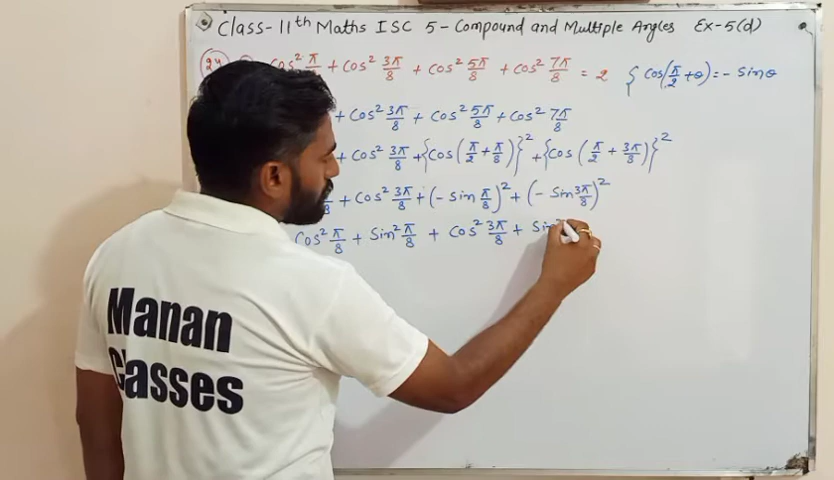 Class-11th Maths ISC 5-Compound and Multiple Angles Ex-5(d)
cos² π + cos² 3π/8 + cos² 5π/8 + cos² 7π/8 = 2 { cos(π/2 + θ) = - sinθ
+ cos² 3π/8 + cos² 5π/8 + cos² 7π/8
+ cos² 3π/8 + {cos(π/2 + π/8)}² + {cos(π/2 + 3π/8)}²
+ cos² 3π/8 + (- sin π/8)² + (- sin 3π/8)²
cos² π/8 + sin² π/8 + cos² 3π/8 + sin
Manan
Classes